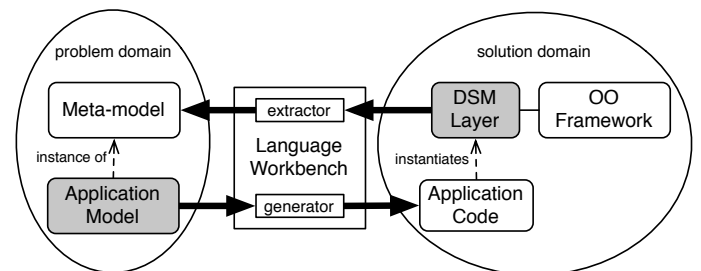 problem domain
solution domain
Meta-model
extractor
DSM
Layer
OO
Framework
Language
Workbench
instance of
instantiates
Application
Model
generator
Application
Code